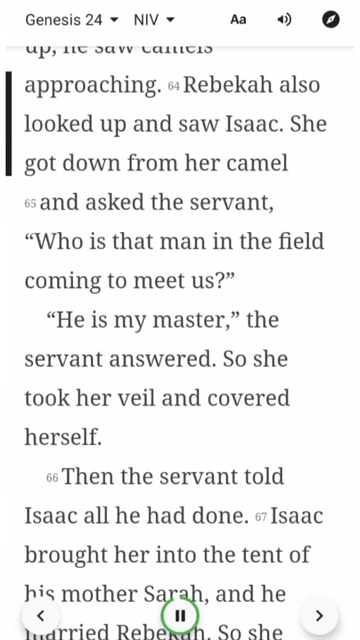 Genesis 24 NIV Aa
up, he saw camels
approaching. 64 Rebekah also
looked up and saw Isaac. She
got down from her camel
65 and asked the servant,
“Who is that man in the field
coming to meet us?”
“He is my master,” the
servant answered. So she
took her veil and covered
herself.
66 Then the servant told
Isaac all he had done. 67 Isaac
brought her into the tent of
his mother Sarah, and he
married Rebekah. So she